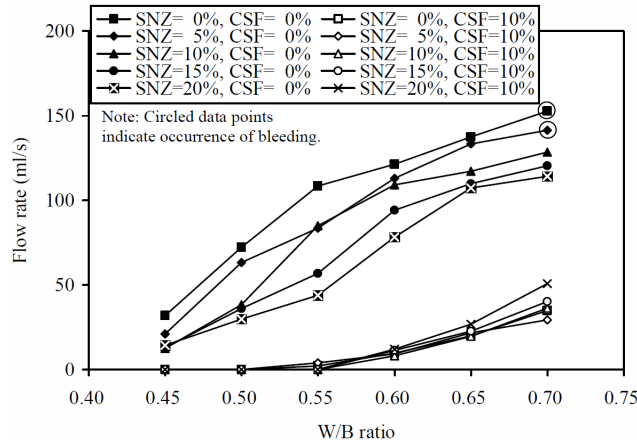 200
150
100
50
0
Flow rate (ml/s)
SNZ= 0%, CSF= 0%
SNZ= 5%, CSF= 0%
SNZ=10%, CSF= 0%
SNZ=15%, CSF= 0%
SNZ=20%, CSF= 0%
SNZ= 0%, CSF=10%
SNZ= 5%, CSF=10%
SNZ=10%, CSF=10%
SNZ=15%, CSF=10%
SNZ=20%, CSF=10%
Note: Circled data points
indicate occurrence of bleeding.
0.40 0.45 0.50 0.55 0.60 0.65 0.70 0.75
W/B ratio